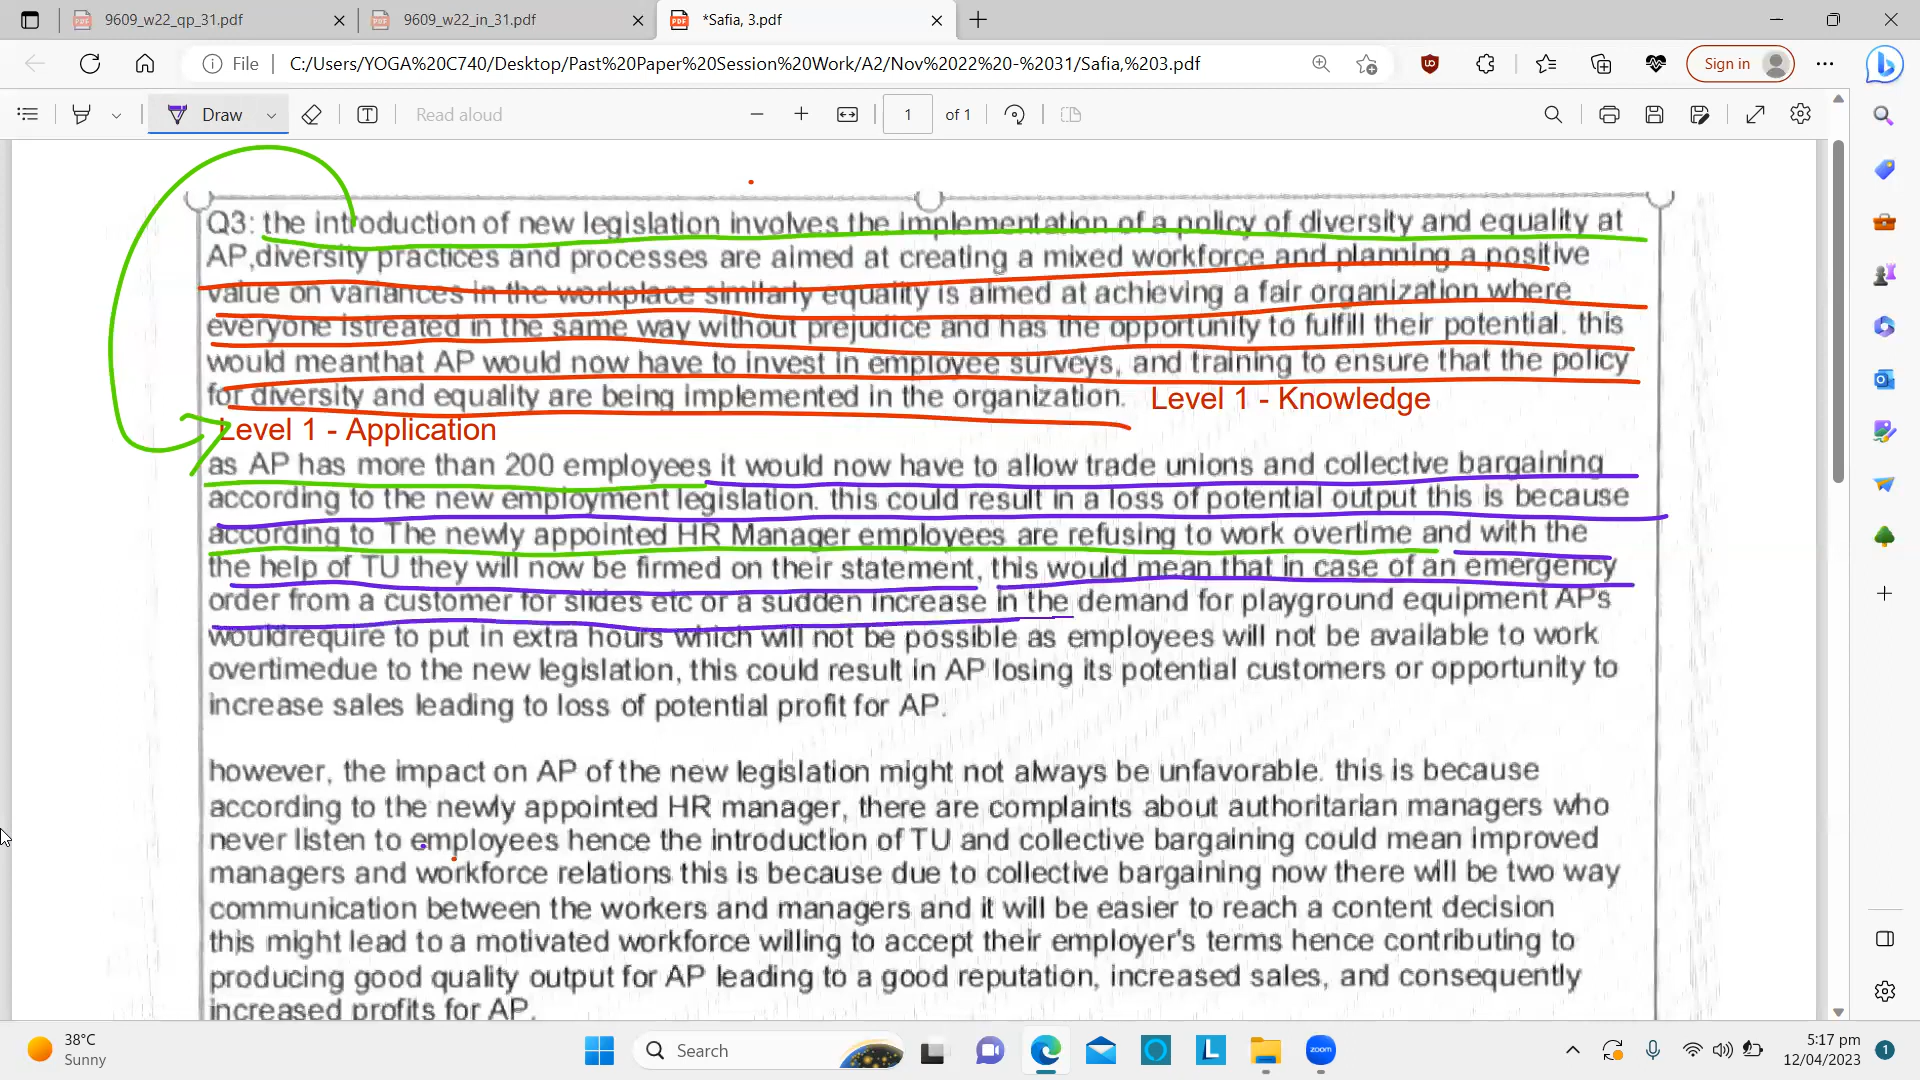 9609_w22_qp_31.pdf
9609_w22_in_31.pdf
*Safia, 3.pdf
File
C:/Users/YOGA%20C740/Desktop/Past%20Paper%20Session%20Work/A2/Nov%2022%20-%2031/Safia,%203.pdf
Sign in
Draw
Read aloud
1
of 1
Q3: the introduction of new legislation involves the implementation of a policy of diversity and equality at
AP,diversity practices and processes are aimed at creating a mixed workforce and planning a positive
value on variances in the workplace similarly equality is aimed at achieving a fair organization where
everyone istreated in the same way without prejudice and has the opportunity to fulfill their potential. this
would meanthat AP would now have to invest in employee surveys, and training to ensure that the policy
for diversity and equality are being implemented in the organization.
Level 1 - Knowledge
Level 1 - Application
as AP has more than 200 employees it would now have to allow trade unions and collective bargaining
according to the new employment legislation. this could result in a loss of potential output this is because
according to The newly appointed HR Manager employees are refusing to work overtime and with the
the help of TU they will now be firmed on their statement, this would mean that in case of an emergency
order from a customer for slides etc or a sudden increase in the demand for playground equipment APs
wouldrequire to put in extra hours which will not be possible as employees will not be available to work
overtimedue to the new legislation, this could result in AP losing its potential customers or opportunity to
increase sales leading to loss of potential profit for AP.
however, the impact on AP of the new legislation might not always be unfavorable. this is because
according to the newly appointed HR manager, there are complaints about authoritarian managers who
never listen to employees hence the introduction of TU and collective bargaining could mean improved
managers and workforce relations this is because due to collective bargaining now there will be two way
communication between the workers and managers and it will be easier to reach a content decision
this might lead to a motivated workforce willing to accept their employer's terms hence contributing to
producing good quality output for AP leading to a good reputation, increased sales, and consequently
increased profits for AP.
38°C
Sunny
Search
zoom
5:17 pm
12/04/2023
1